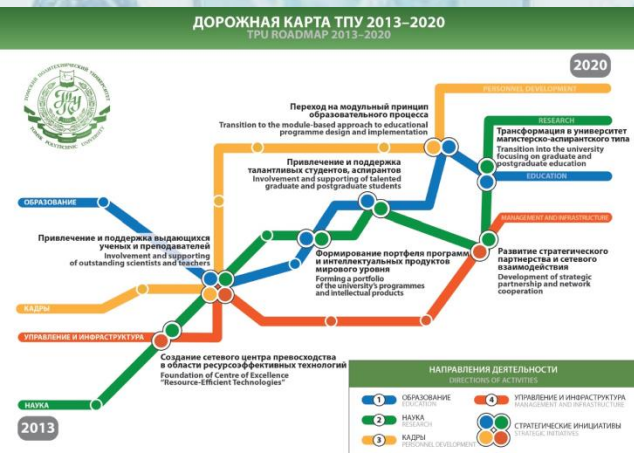 ДОРОЖНАЯ КАРТА ТПУ 2013–2020
TPU ROADMAP 2013–2020
ТОМСКИЙ ПОЛИТЕХНИЧЕСКИЙ УНИВЕРСИТЕТ
ТПУ
TOMSK POLYTECHNIC UNIVERSITY
2020
PERSONNEL DEVELOPMENT
Переход на модульный принцип
образовательного процесса
Transition to the module-based approach to educational
programme design and implementation
RESEARCH
Трансформация в университет
магистерско-аспирантского типа
Transition into the university
focusing on graduate and
postgraduate education
EDUCATION
Привлечение и поддержка
талантливых студентов, аспирантов
Involvement and supporting of talented
graduate and postgraduate students
ОБРАЗОВАНИЕ
MANAGEMENT AND INFRASTRUCTURE
Привлечение и поддержка выдающихся
ученых и преподавателей
Involvement and supporting
of outstanding scientists and teachers
Формирование портфеля программ
и интеллектуальных продуктов
мирового уровня
Forming a portfolio
of the university's programmes
and intellectual products
Развитие стратегического
партнерства и сетевого
взаимодействия
Development of strategic
partnership and network
cooperation
КАДРЫ
УПРАВЛЕНИЕ И ИНФРАСТРУКТУРА
Создание сетевого центра превосходства
в области ресурсоэффективных технологий
Foundation of Centre of Excellence
"Resource-Efficient Technologies"
НАУКА
2013
НАПРАВЛЕНИЯ ДЕЯТЕЛЬНОСТИ
DIRECTIONS OF ACTIVITIES
1 ОБРАЗОВАНИЕ
EDUCATION
2 НАУКА
RESEARCH
3 КАДРЫ
PERSONNEL DEVELOPMENT
4 УПРАВЛЕНИЕ И ИНФРАСТРУКТУРА
MANAGEMENT AND INFRASTRUCTURE
СТРАТЕГИЧЕСКИЕ ИНИЦИАТИВЫ
STRATEGIC INITIATIVES